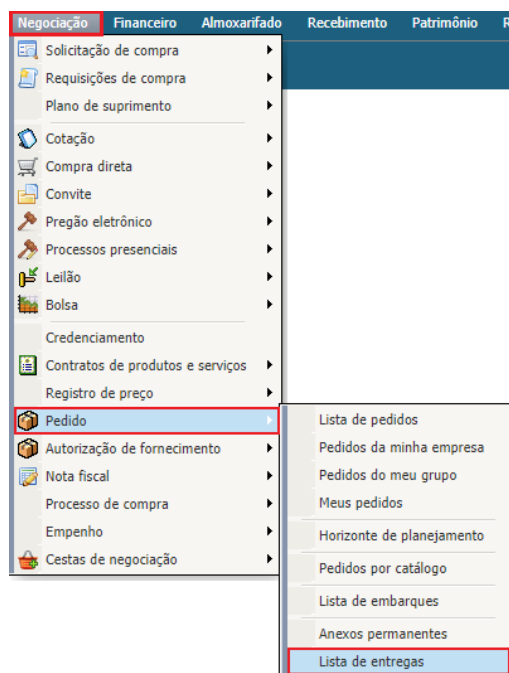 Negociação Financeiro Almoxarifado Recebimento Patrimônio R
Solicitação de compra
Requisições de compra
Plano de suprimento
Cotação
Compra direta
Convite
Pregão eletrônico
Processos presenciais
Leilão
Bolsa
Credenciamento
Contratos de produtos e serviços
Registro de preço
Pedido
Autorização de fornecimento
Nota fiscal
Processo de compra
Empenho
Cestas de negociação
Lista de pedidos
Pedidos da minha empresa
Pedidos do meu grupo
Meus pedidos
Horizonte de planejamento
Pedidos por catálogo
Lista de embarques
Anexos permanentes
Lista de entregas